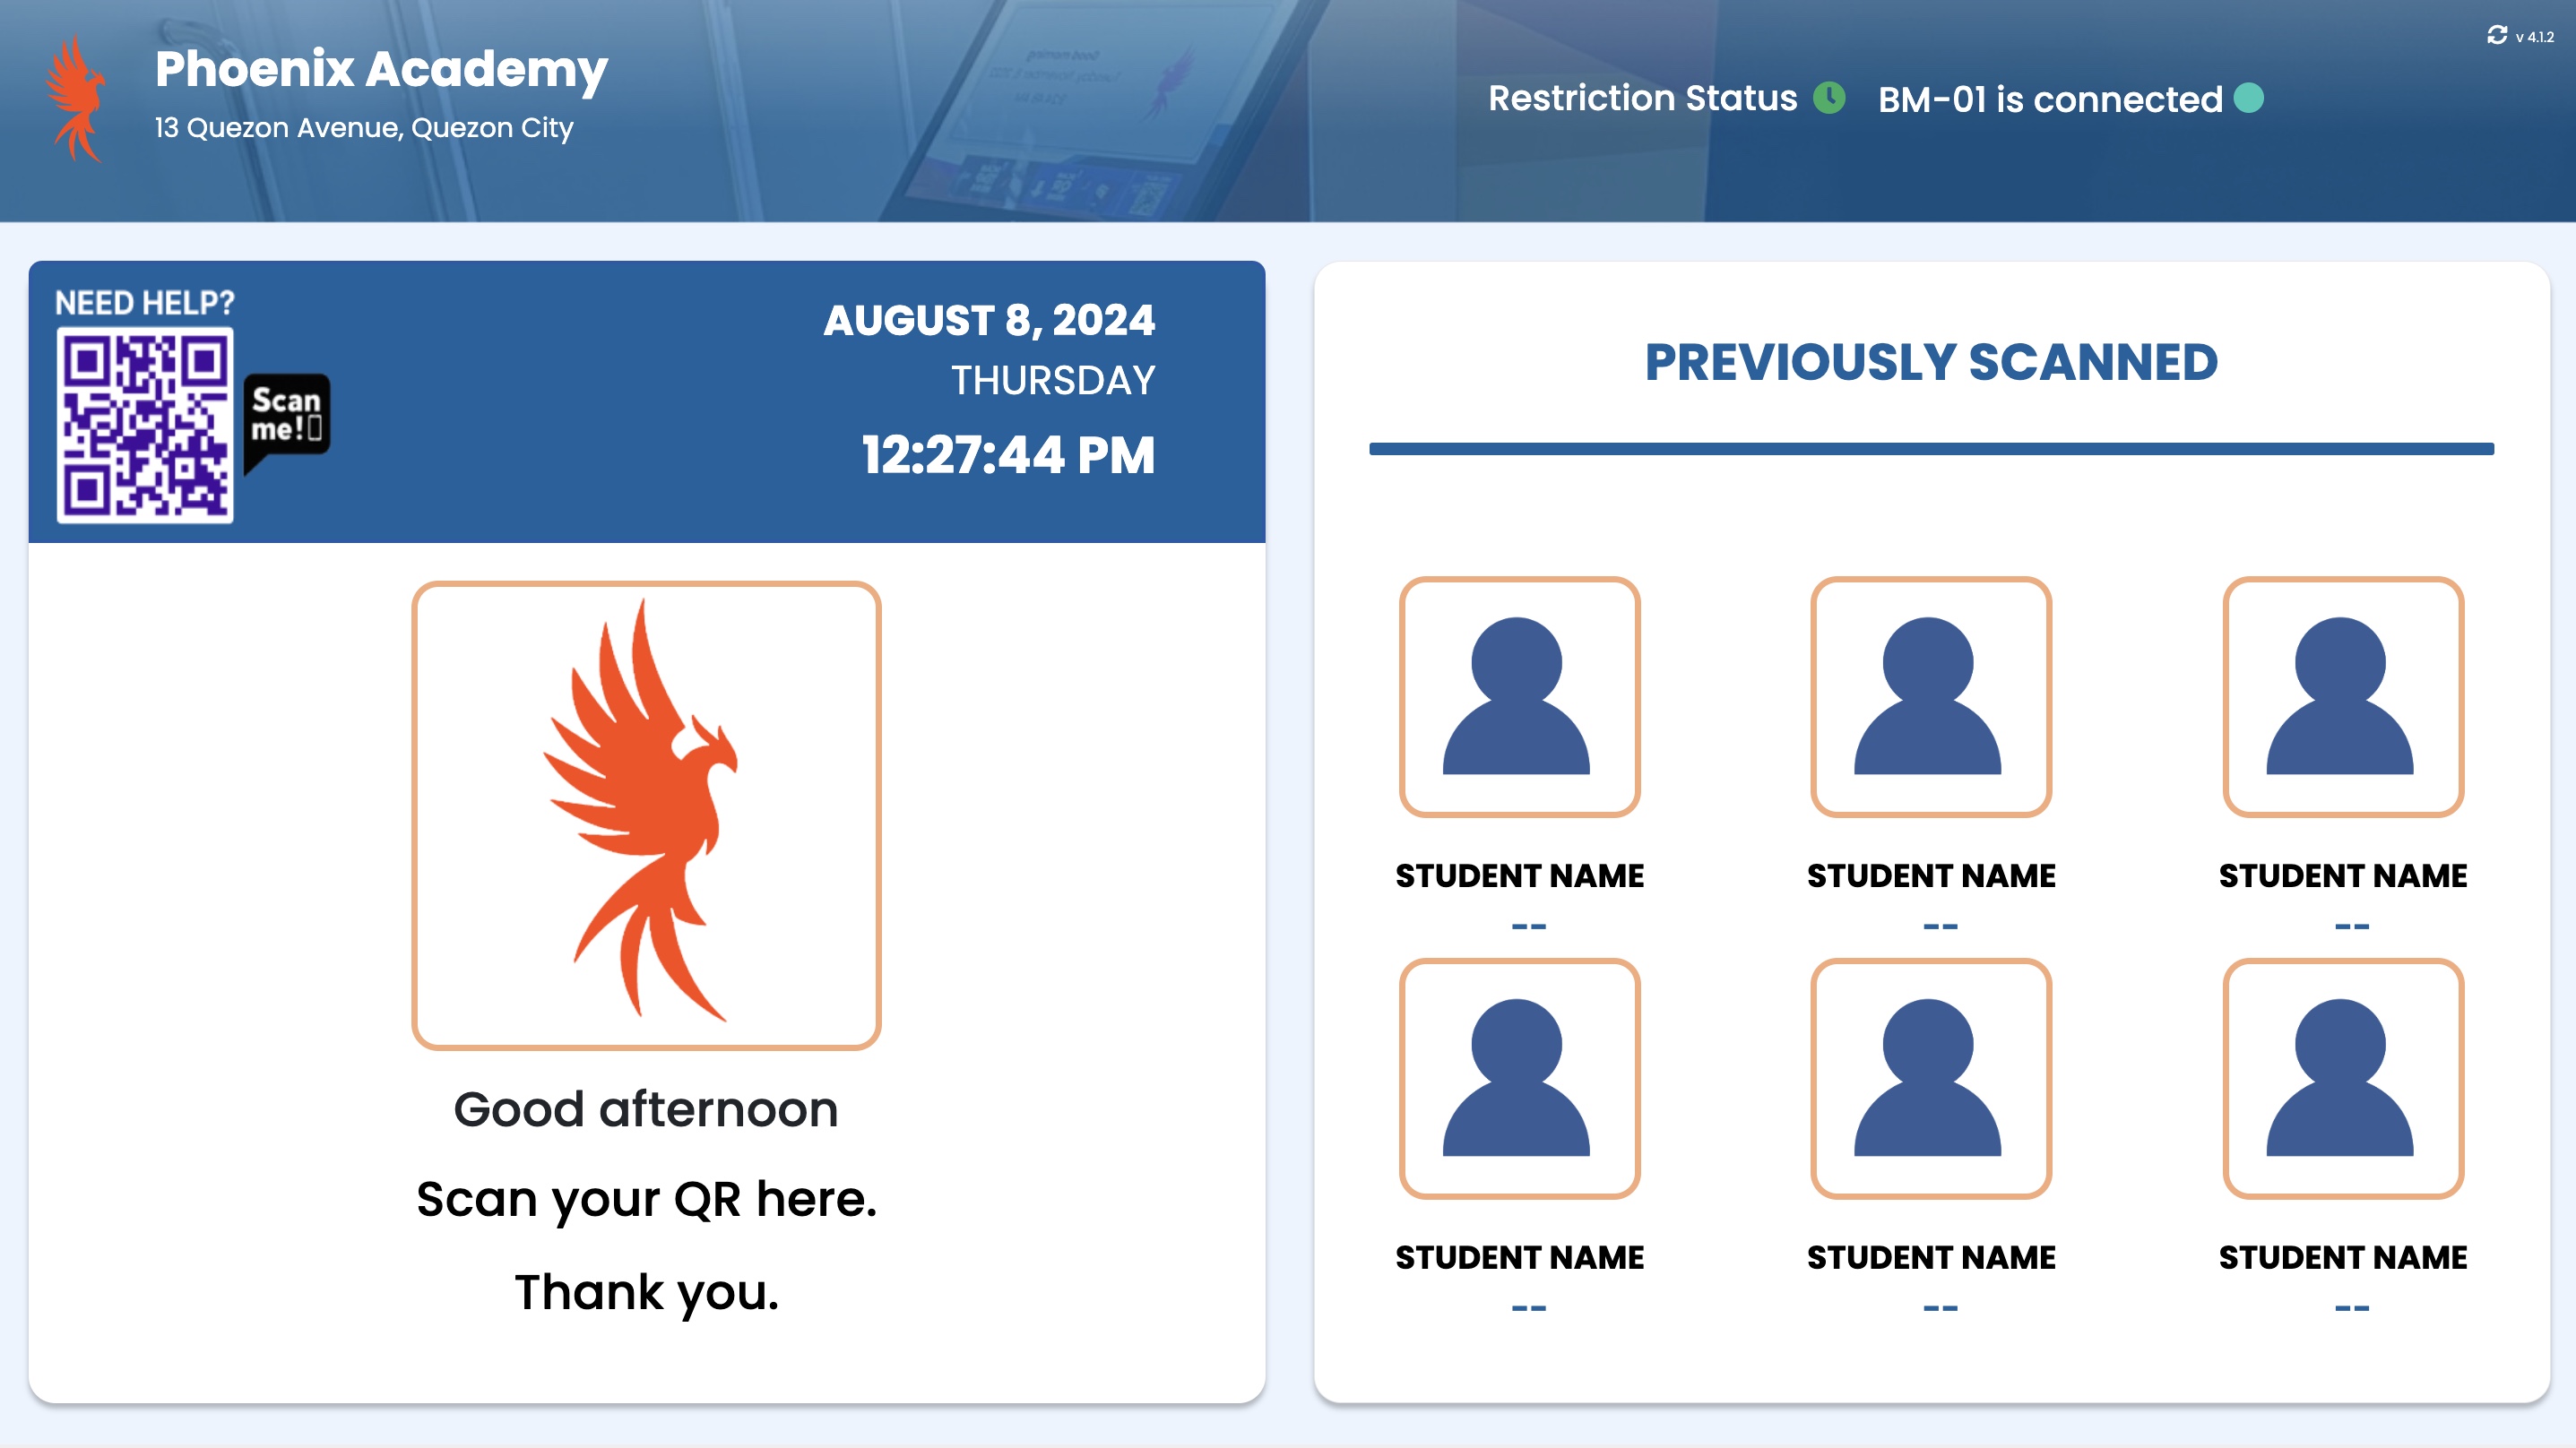 Phoenix Academy
13 Quezon Avenue, Quezon City
Restriction Status
BM-01 is connected
v 4.1.2
NEED HELP?
Scan
me!
AUGUST 8, 2024
THURSDAY
12:27:44 PM
Good afternoon
Scan your QR here.
Thank you.
PREVIOUSLY SCANNED
STUDENT NAME
--
STUDENT NAME
--
STUDENT NAME
--
STUDENT NAME
--
STUDENT NAME
--
STUDENT NAME
--